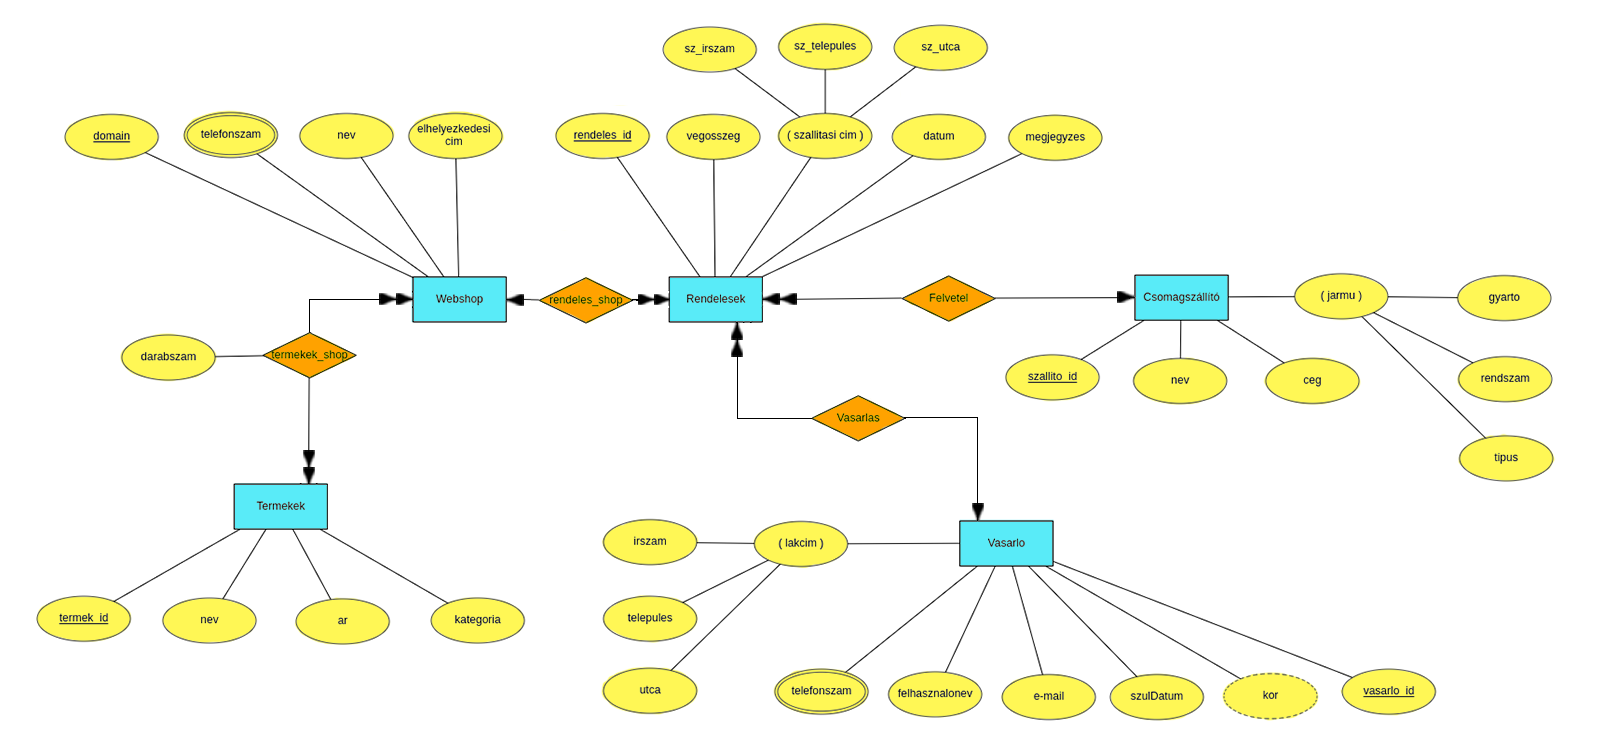 sz_irszam
sz_telepules
sz_utca
domain
telefonszam
nev
elhelyezkedesi
cim
rendeles_id
vegosszeg
( szallitasi cim )
datum
megjegyzes
Webshop
rendeles_shop
Rendelesek
Felvetel
Csomagszállító
( jarmu )
gyarto
darabszam
termekek_shop
szallito_id
nev
ceg
rendszam
Vasarlas
tipus
Termekek
irszam
( lakcim )
Vasarlo
termek_id
nev
ar
kategoria
telepules
utca
telefonszam
felhasznalonev
e-mail
szulDatum
kor
vasarlo_id